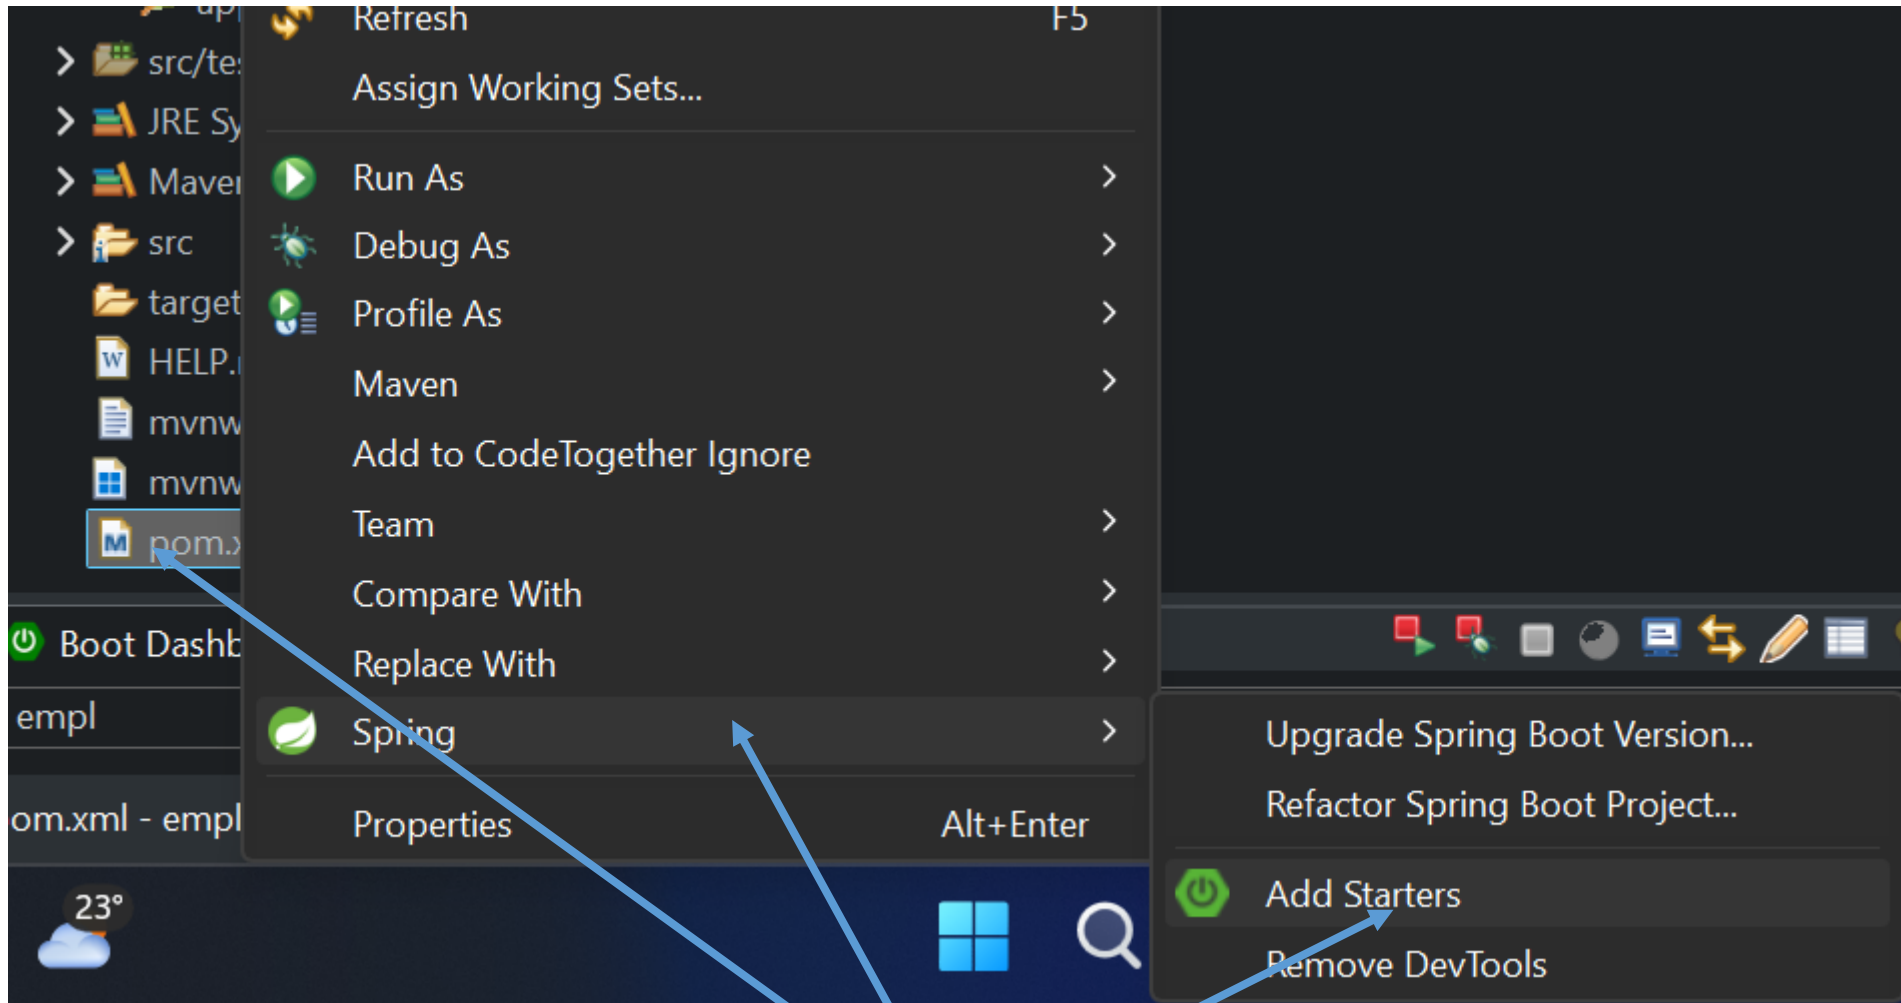 Refresh F5
src/te
Assign Working Sets...
JRE Sy
Run As
Maver
Debug As
src
Profile As
target
HELP.
Maven
mvnw
Add to CodeTogether Ignore
mvnw
Team
pom.x
Compare With
Boot Dashb
Replace With
empl
Spring
Upgrade Spring Boot Version...
Refactor Spring Boot Project...
om.xml - empl
Properties Alt+Enter
Add Starters
23°
Remove DevTools